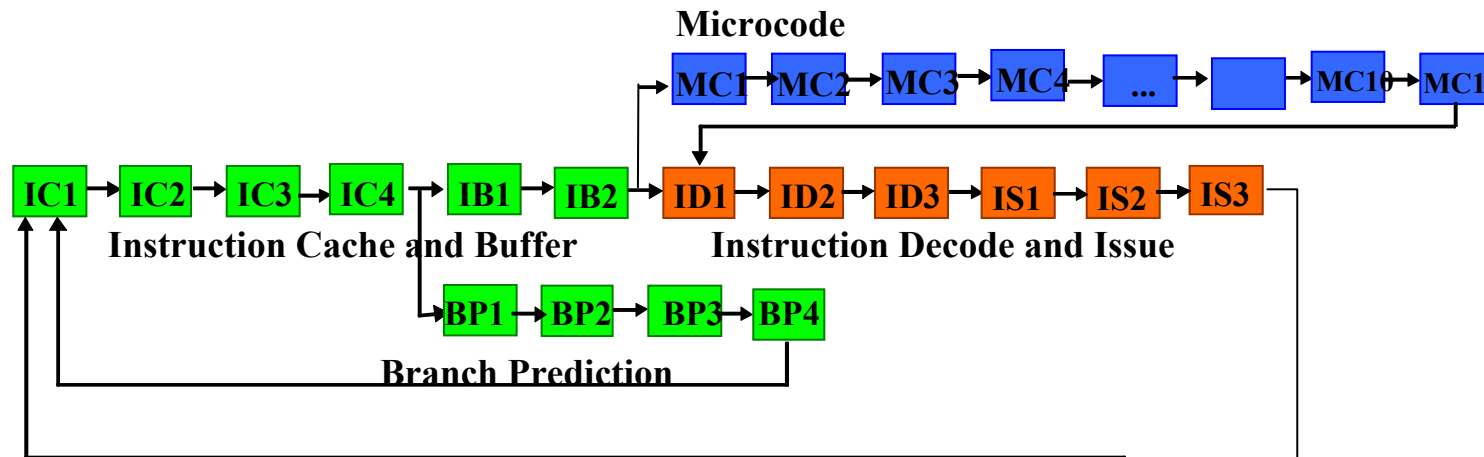 Microcode
MC1 MC2 MC3 MC4 ... MC10 MC1
IC1 IC2 IC3 IC4 IB1 IB2 ID1 ID2 ID3 IS1 IS2 IS3
Instruction Cache and Buffer Instruction Decode and Issue
BP1 BP2 BP3 BP4
Branch Prediction